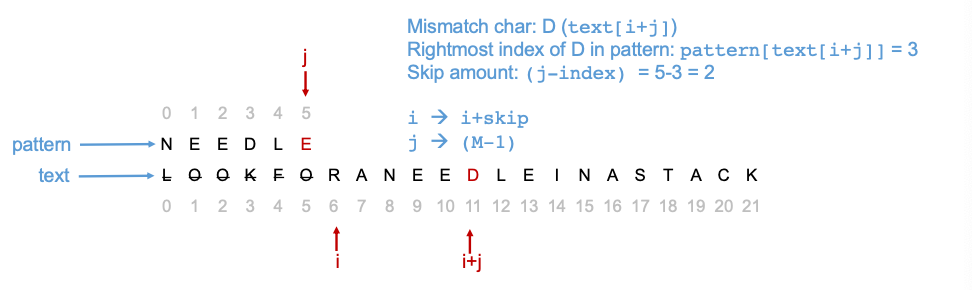 Mismatch char: D (text[i+j])
Rightmost index of D in pattern: pattern[text[i+j]] = 3
Skip amount: (j-index) = 5-3 = 2
j
0 1 2 3 4 5
i → i+skip
j → (M-1)
pattern N E E D L E
text L O O K F O R A N E E D L E I N A S T A C K
0 1 2 3 4 5 6 7 8 9 10 11 12 13 14 15 16 17 18 19 20 21
i i+j